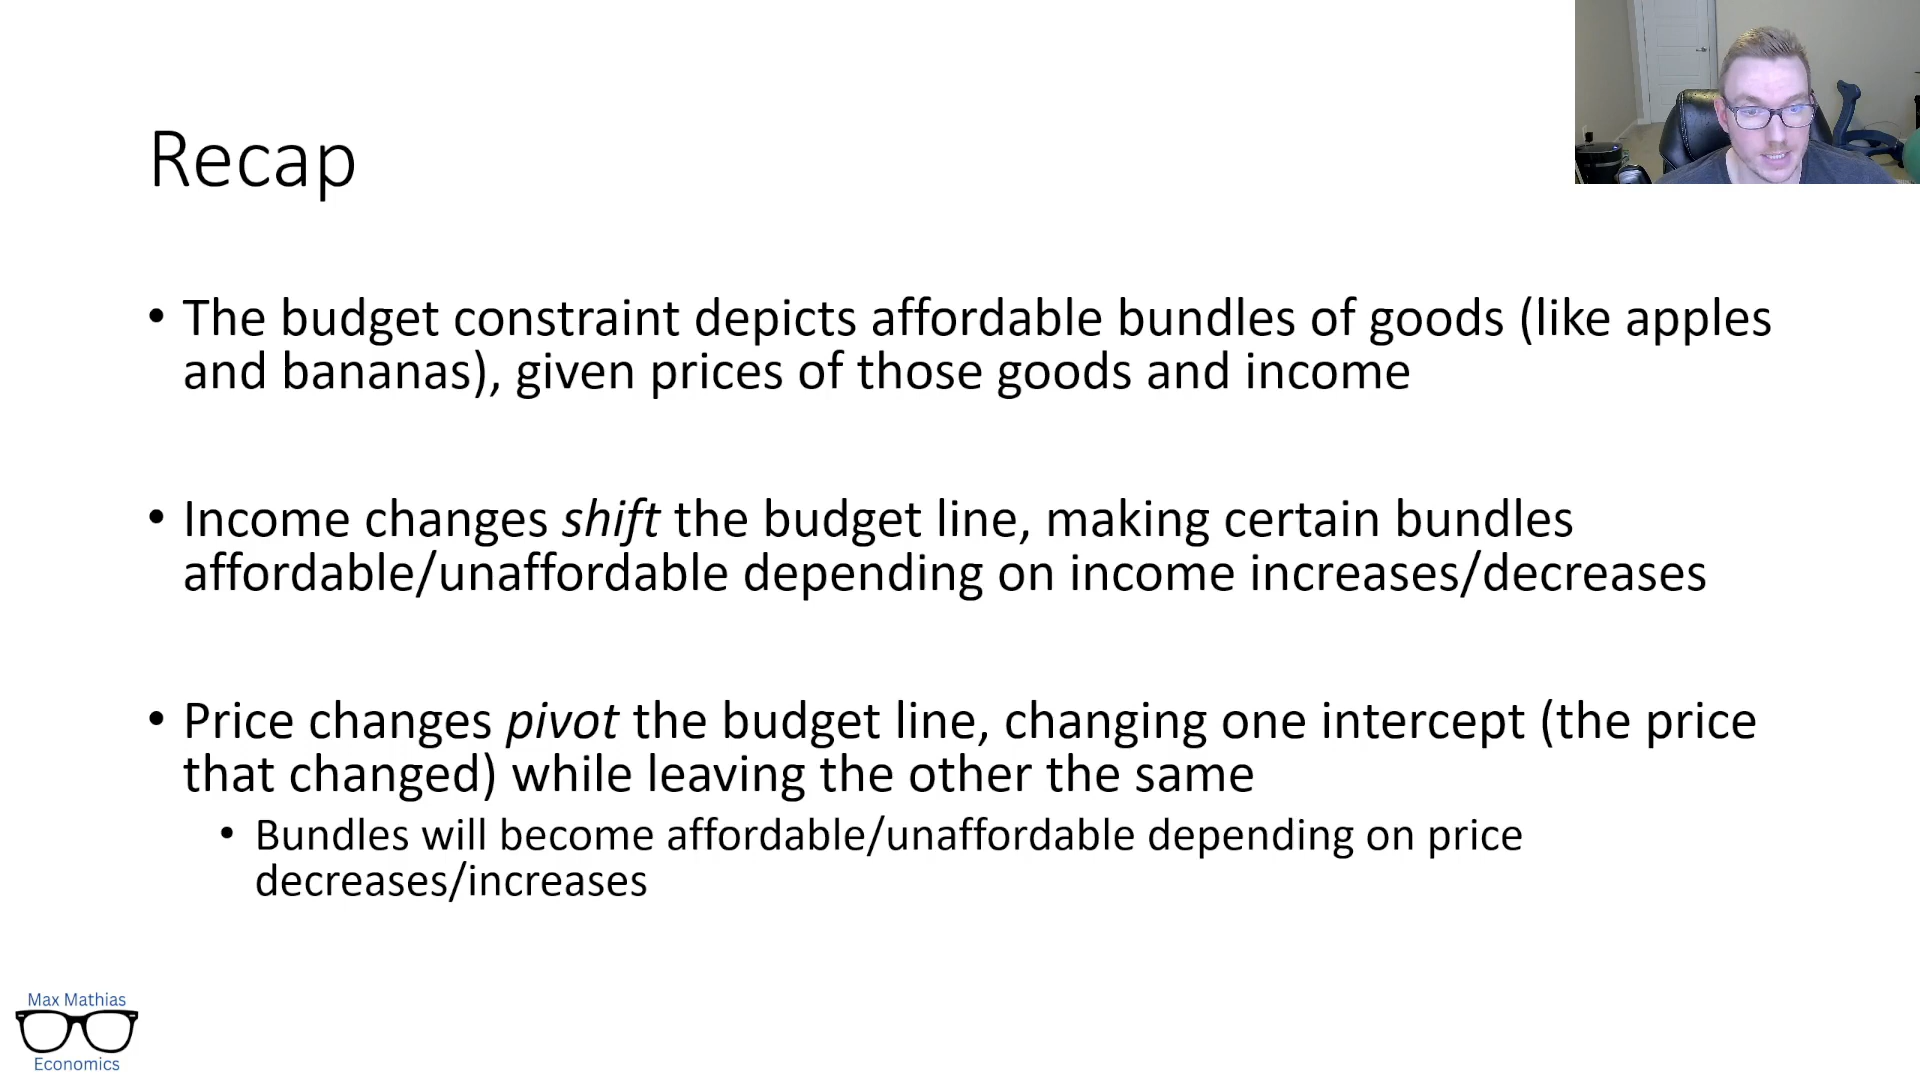 Recap
• The budget constraint depicts affordable bundles of goods (like apples
and bananas), given prices of those goods and income
• Income changes shift the budget line, making certain bundles
affordable/unaffordable depending on income increases/decreases
• Price changes pivot the budget line, changing one intercept (the price
that changed) while leaving the other the same
• Bundles will become affordable/unaffordable depending on price
decreases/increases
Max Mathias
Economics